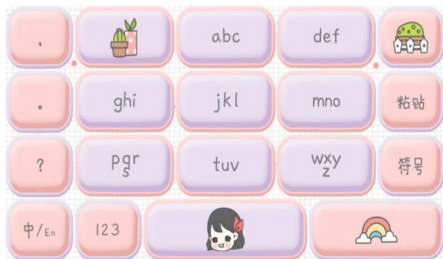 , abc def
. ghi jkl mno 粘贴
? pqrs tuv wxyz 符号
中/En 123